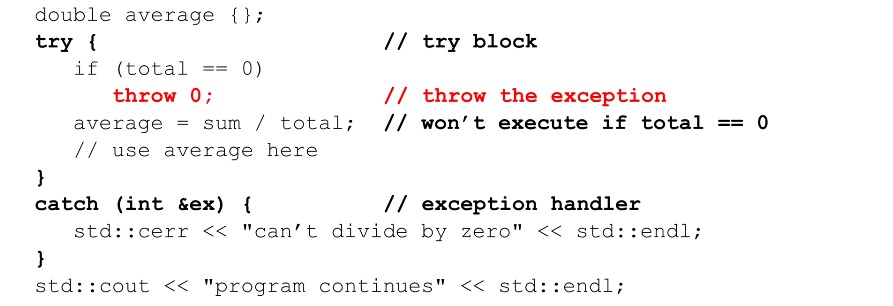 double average {};
try {                         // try block
   if (total == 0)
      throw 0;                // throw the exception
   average = sum / total;  // won’t execute if total == 0
   // use average here
}
catch (int &ex) {             // exception handler
   std::cerr << "can’t divide by zero" << std::endl;
}
std::cout << "program continues" << std::endl;